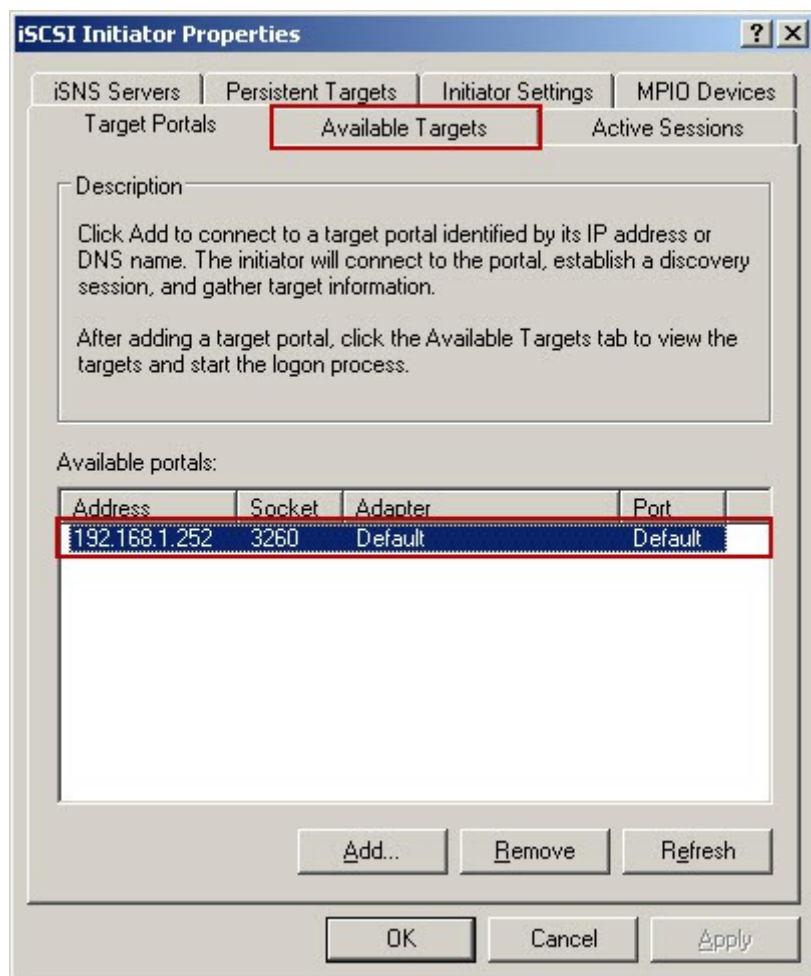 iSCSI Initiator Properties
iSNS Servers Persistent Targets Initiator Settings MPIO Devices
Target Portals Available Targets Active Sessions
Description
Click Add to connect to a target portal identified by its IP address or
DNS name. The initiator will connect to the portal, establish a discovery
session, and gather target information.
After adding a target portal, click the Available Targets tab to view the
targets and start the logon process.
Available portals:
Address Socket Adapter Port
192.168.1.252 3260 Default Default
Add... Remove Refresh
OK Cancel Apply